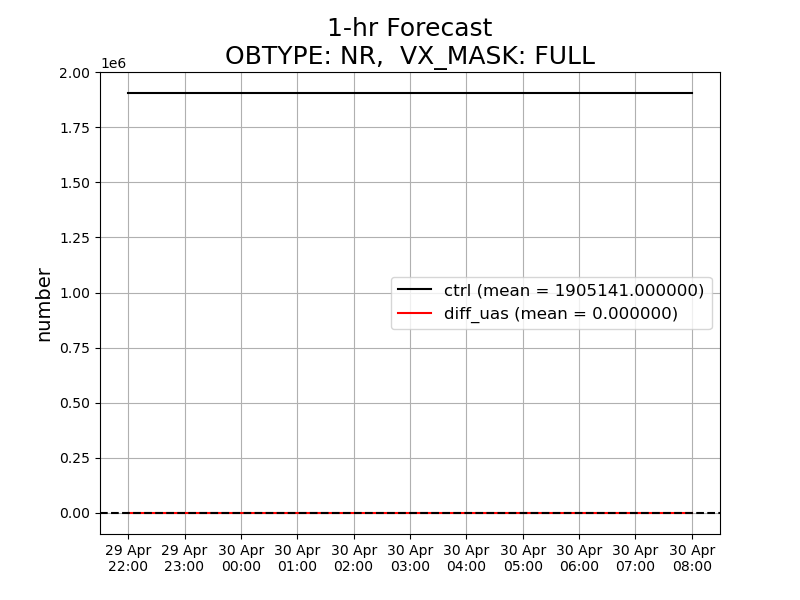 1-hr Forecast
OBTYPE: NR,  VX_MASK: FULL
1e6
2.00
1.75
1.50
1.25
1.00
0.75
0.50
0.25
0.00
number
ctrl (mean = 1905141.000000)
diff_uas (mean = 0.000000)
29 Apr 29 Apr 30 Apr 30 Apr 30 Apr 30 Apr 30 Apr 30 Apr 30 Apr 30 Apr 30 Apr
22:00 23:00 00:00 01:00 02:00 03:00 04:00 05:00 06:00 07:00 08:00